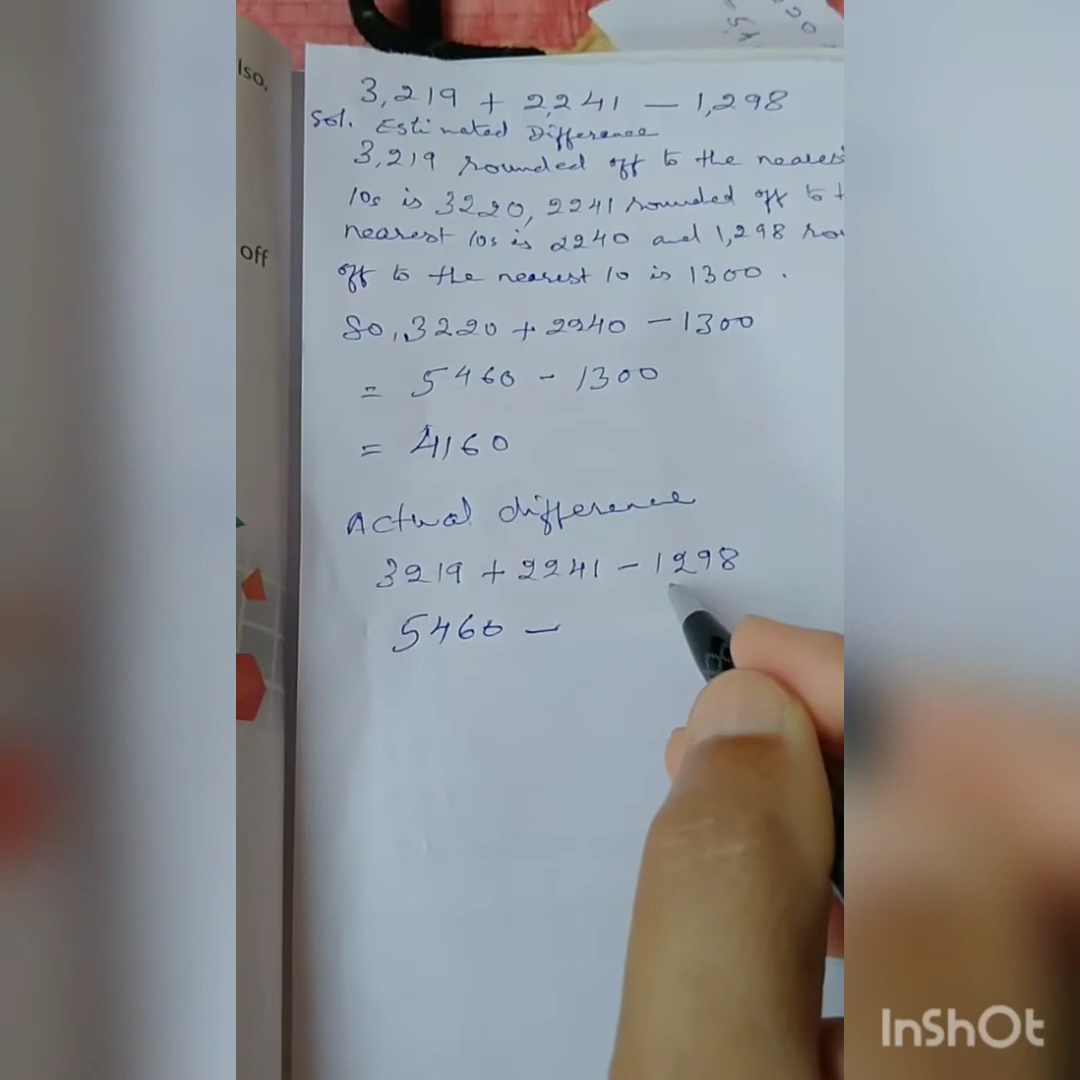 lso,
off
3,219 + 2,241 — 1,298
Sol. Estimated Difference
3,219 rounded off to the
10s is 3220, 2241 rounded off to
nearest 10s is 2240 and 1,298
off to the nearest 10 is 1300.
So, 3220 + 2240 - 1300
= 5460 - 1300
= 4160
Actual difference
3219 + 2241 - 1298
5460 —
InShOt